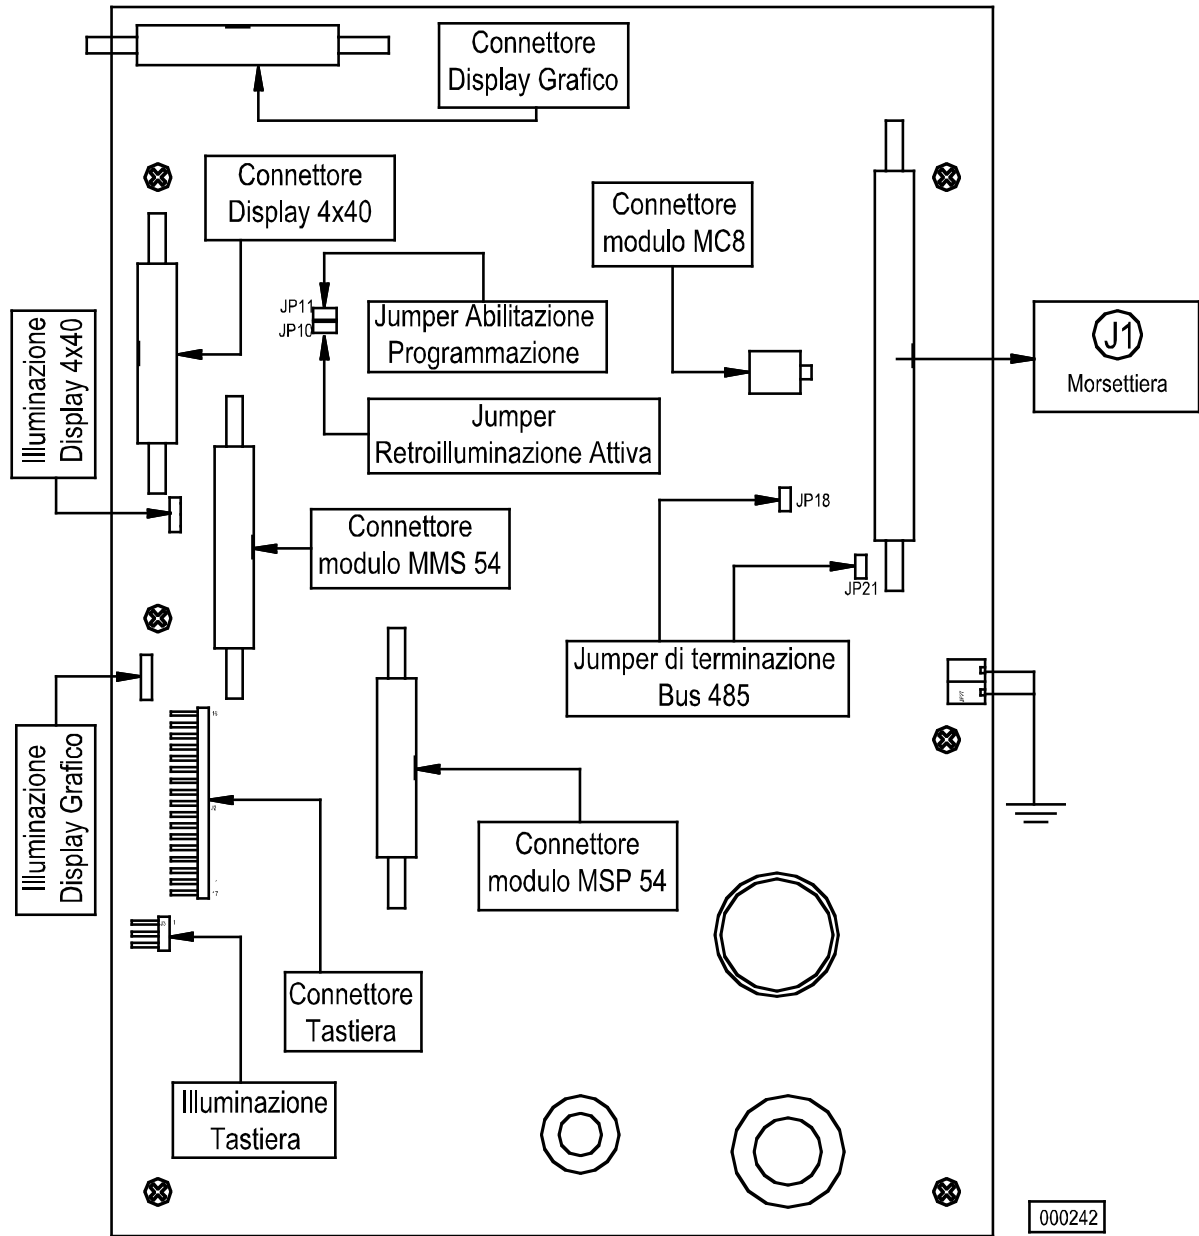 Connettore
Display Grafico
Connettore
Display 4x40
Connettore
modulo MC8
JP11
JP10
Jumper Abilitazione
Programmazione
J1
Morsettiera
Illuminazione
Display 4x40
Jumper
Retroilluminazione Attiva
JP18
Connettore
modulo MMS 54
JP21
Jumper di terminazione
Bus 485
Illuminazione
Display Grafico
Connettore
modulo MSP 54
Connettore
Tastiera
Illuminazione
Tastiera
000242